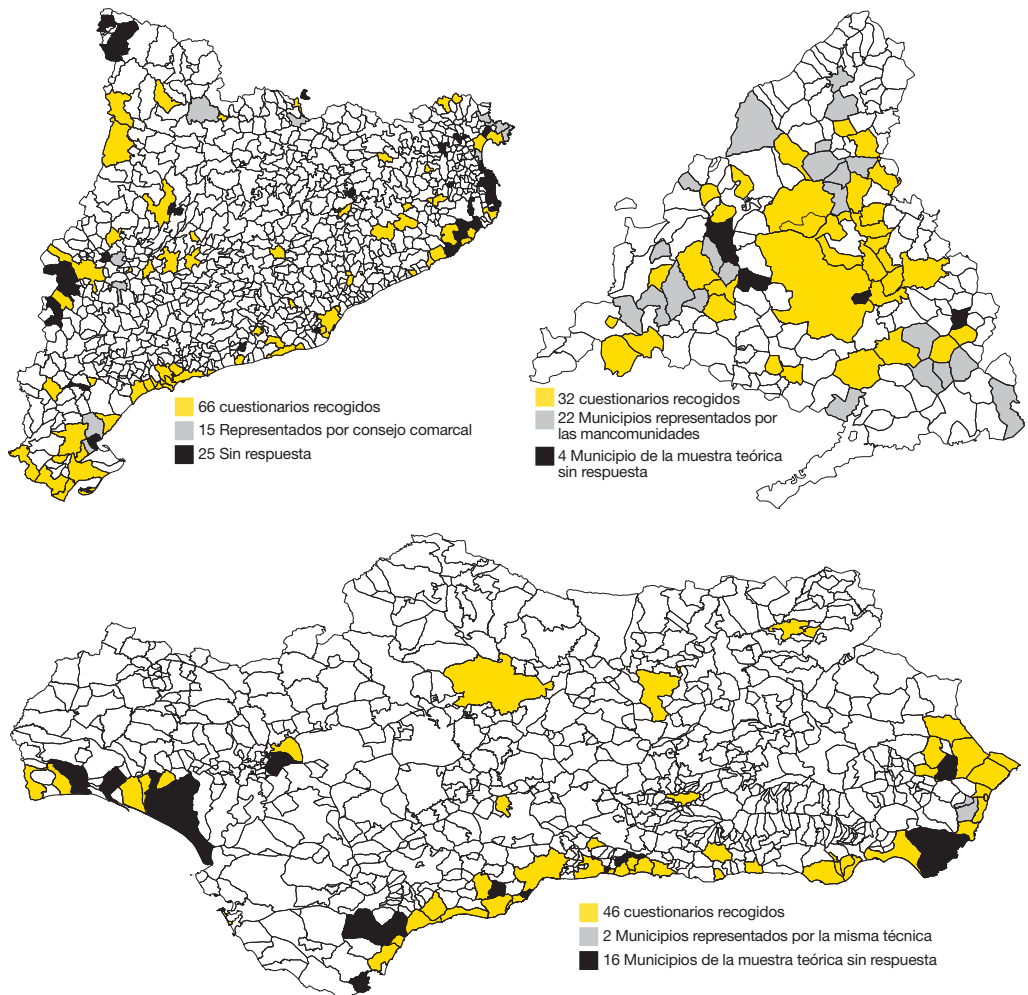 66 cuestionarios recogidos
15 Representados por consejo comarcal
25 Sin respuesta
32 cuestionarios recogidos
22 Municipios representados por
las mancomunidades
4 Municipio de la muestra teórica
sin respuesta
46 cuestionarios recogidos
2 Municipios representados por la misma técnica
16 Municipios de la muestra teórica sin respuesta